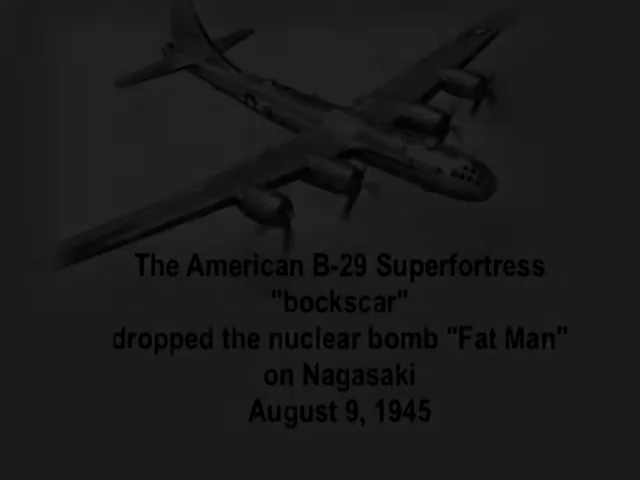 The American B-29 Superfortress
"bockscar"
dropped the nuclear bomb "Fat Man"
on Nagasaki
August 9, 1945